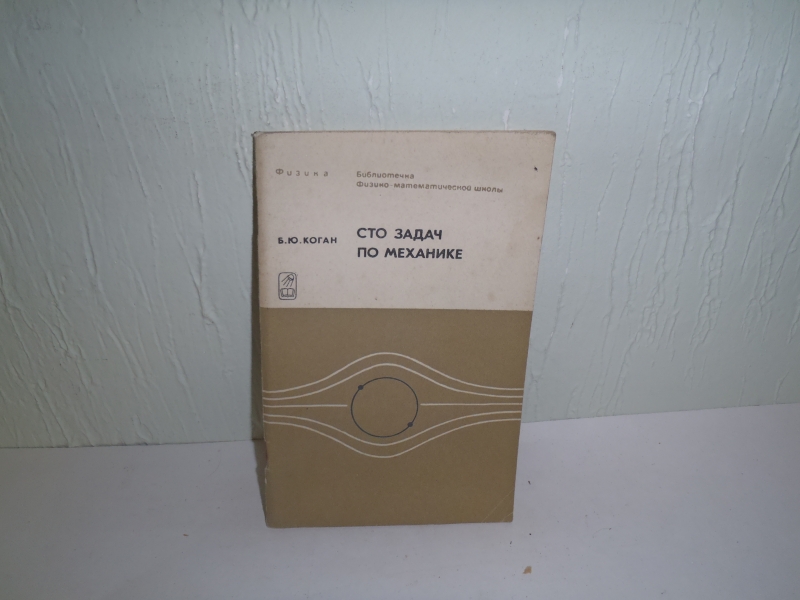 Физика
Библиотечка
Физико-математической школы
Б.Ю.КОГАН
СТО ЗАДАЧ
ПО МЕХАНИКЕ